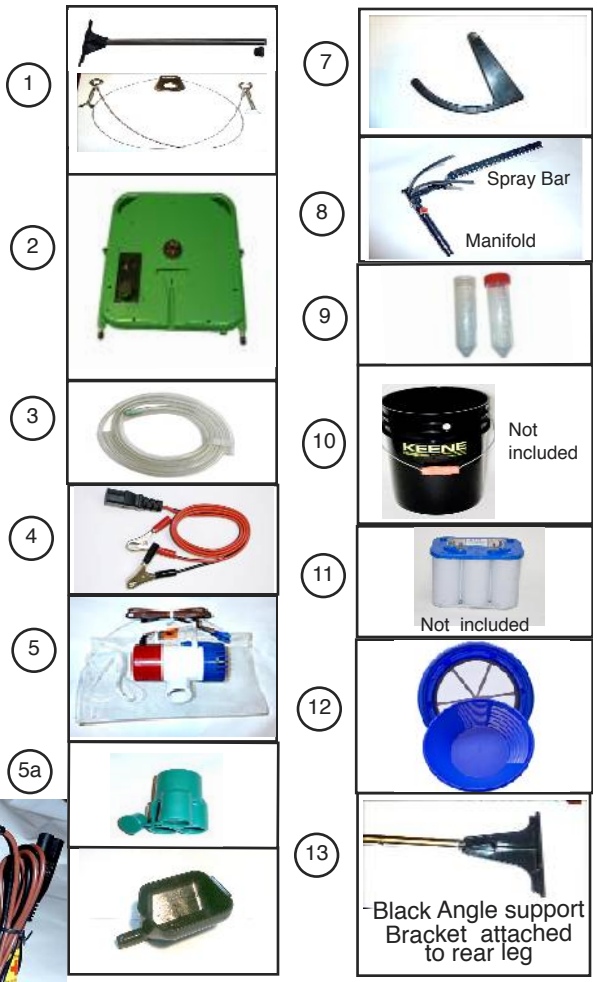 1
2
3
4
5
5a
7
8
Spray Bar
Manifold
9
10
KEENE
Not
included
11
Not included
12
13
Black Angle support
Bracket attached
to rear leg